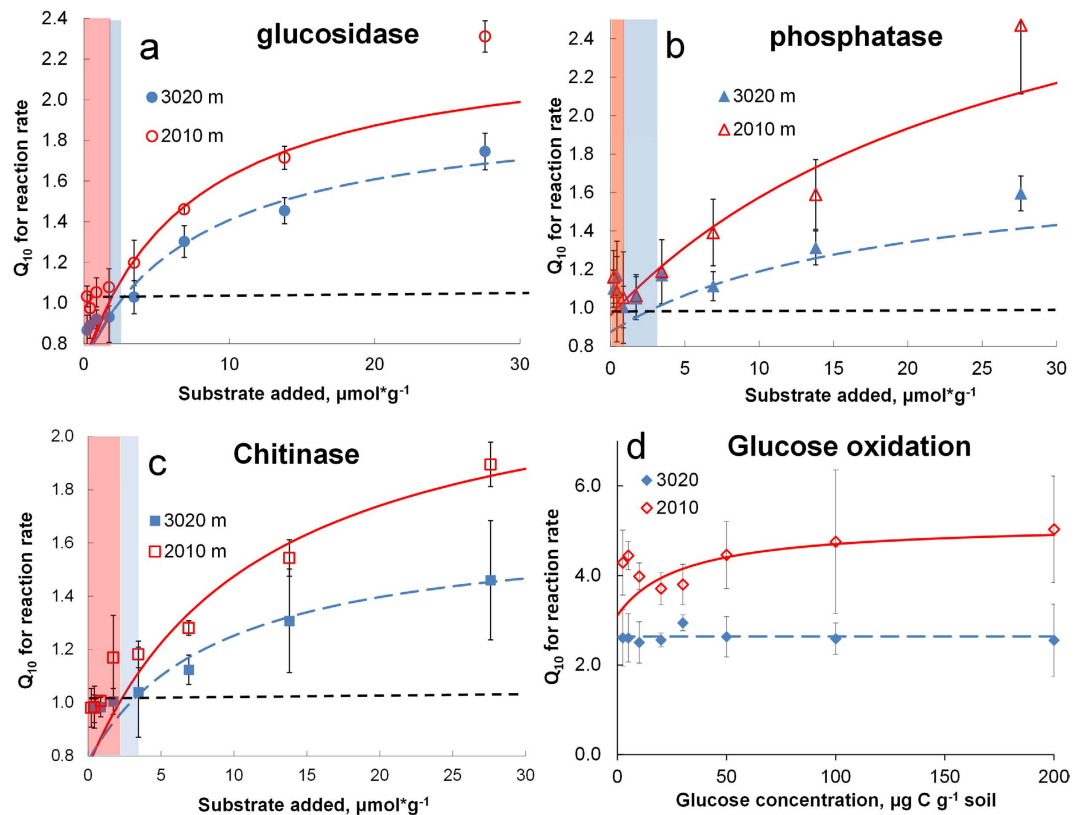 a glucosidase
2.4
2.2
2.0
1.8
1.6
1.4
1.2
1.0
0.8
Q₁₀ for reaction rate
3020 m
2010 m
0 10 20 30
Substrate added, µmol*g⁻¹
b phosphatase
2.4
2.2
2.0
1.8
1.6
1.4
1.2
1.0
0.8
Q₁₀ for reaction rate
3020 m
2010 m
0 5 10 15 20 25 30
Substrate added, µmol*g⁻¹
c Chitinase
2.0
1.8
1.6
1.4
1.2
1.0
0.8
Q₁₀ for reaction rate
3020 m
2010 m
0 5 10 15 20 25 30
Substrate added, µmol*g⁻¹
d Glucose oxidation
6.0
4.0
2.0
0.0
Q₁₀ for reaction rate
3020
2010
0 50 100 150 200
Glucose concentration, µg C g⁻¹ soil